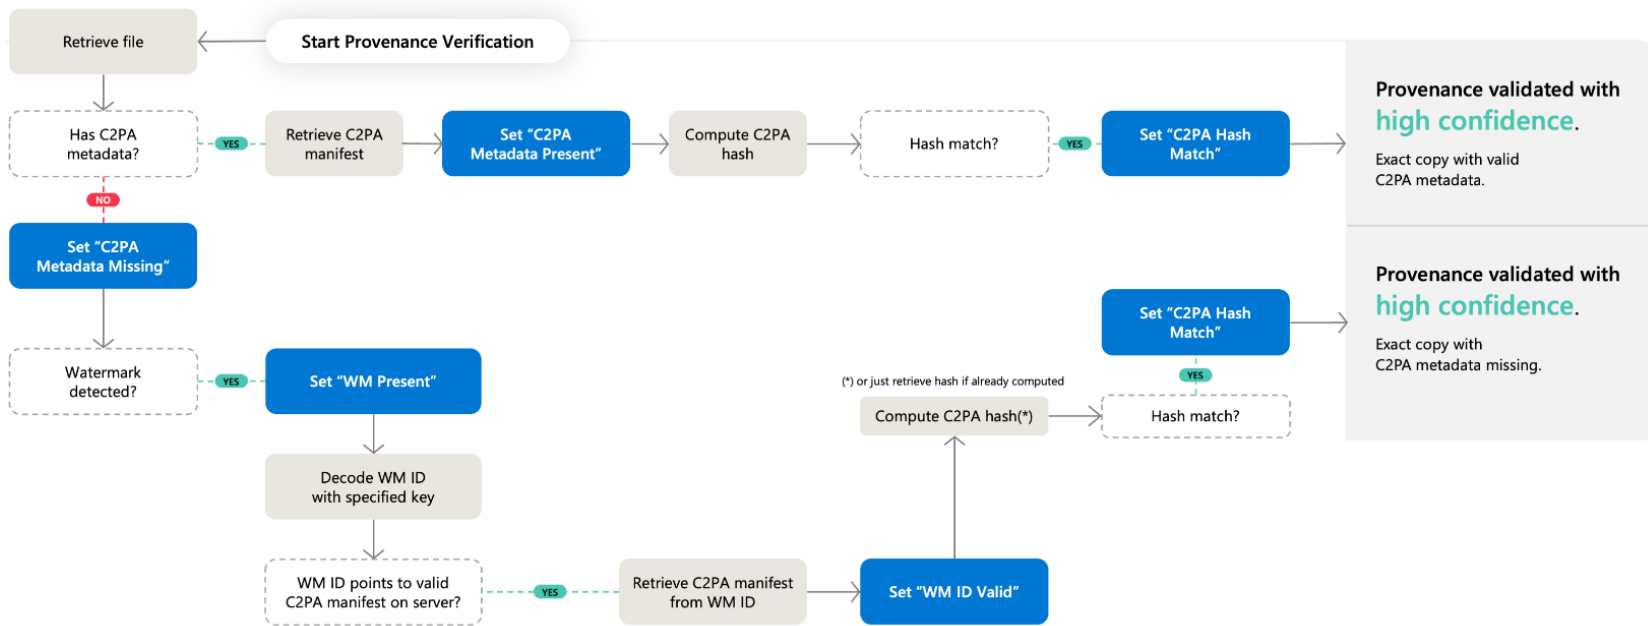 Retrieve file
Start Provenance Verification
Has C2PA
metadata?
YES
Retrieve C2PA
manifest
Set “C2PA
Metadata Present”
Compute C2PA
hash
Hash match?
YES
Set “C2PA Hash
Match”
Provenance validated with
high confidence.
Exact copy with valid
C2PA metadata.
NO
Set “C2PA
Metadata Missing”
Watermark
detected?
YES
Set “WM Present”
Decode WM ID
with specified key
WM ID points to valid
C2PA manifest on server?
YES
Retrieve C2PA manifest
from WM ID
Set “WM ID Valid”
(*) or just retrieve hash if already computed
Compute C2PA hash(*)
Hash match?
YES
Set “C2PA Hash
Match”
Provenance validated with
high confidence.
Exact copy with
C2PA metadata missing.